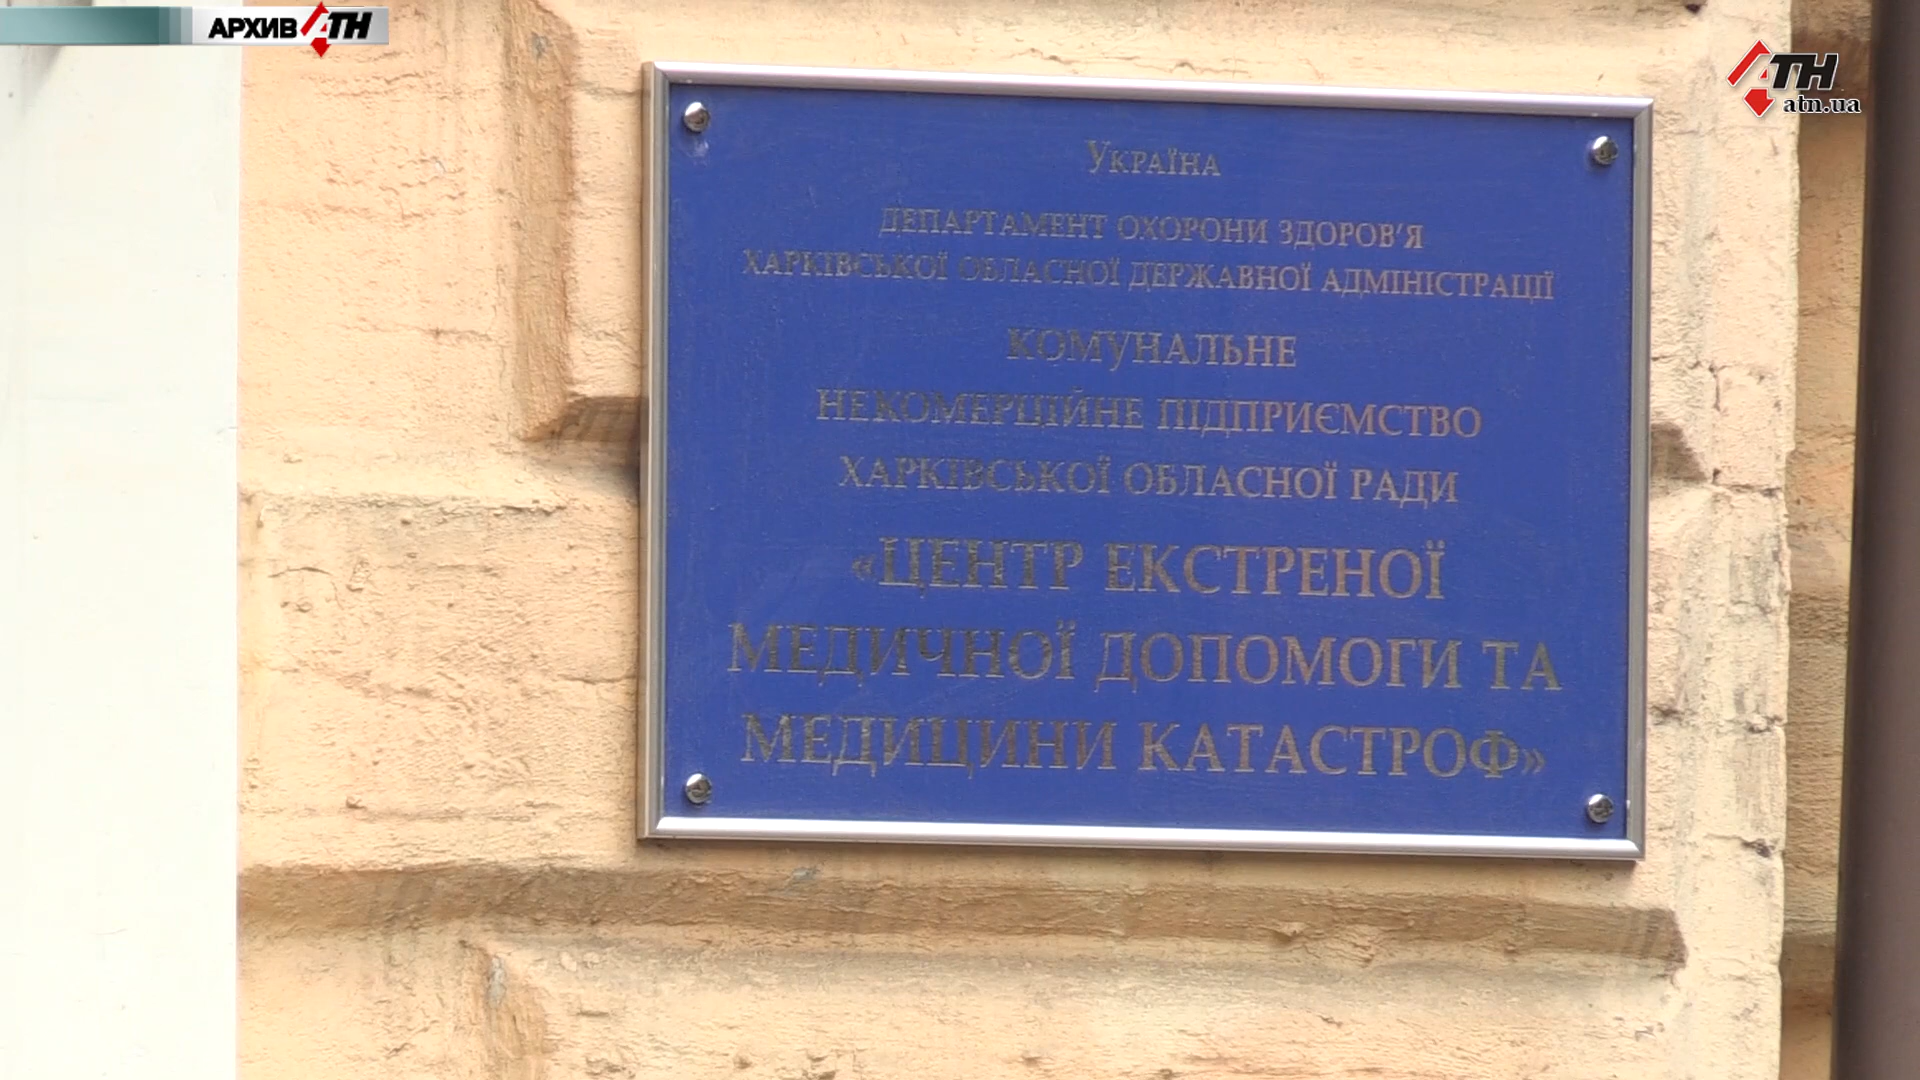 АРХИВ АТН
АТН
atn.ua
Україна
ДЕПАРТАМЕНТ ОХОРОНИ ЗДОРОВ'Я
ХАРКІВСЬКОЇ ОБЛАСНОЇ ДЕРЖАВНОЇ АДМІНІСТРАЦІЇ
КОМУНАЛЬНЕ
НЕКОМЕРЦІЙНЕ ПІДПРИЄМСТВО
ХАРКІВСЬКОЇ ОБЛАСНОЇ РАДИ
«ЦЕНТР ЕКСТРЕНОЇ
МЕДИЧНОЇ ДОПОМОГИ ТА
МЕДИЦИНИ КАТАСТРОФ»